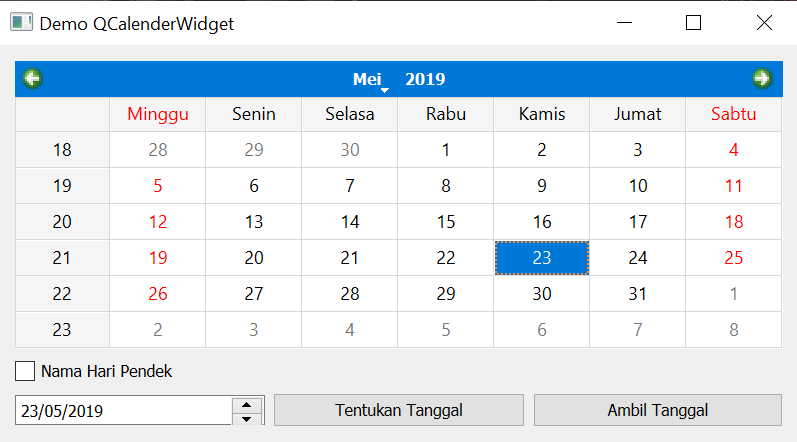 Demo QCalenderWidget
Mei 2019
Minggu Senin Selasa Rabu Kamis Jumat Sabtu
18 28 29 30 1 2 3 4
19 5 6 7 8 9 10 11
20 12 13 14 15 16 17 18
21 19 20 21 22 23 24 25
22 26 27 28 29 30 31 1
23 2 3 4 5 6 7 8
Nama Hari Pendek
23/05/2019 Tentukan Tanggal Ambil Tanggal